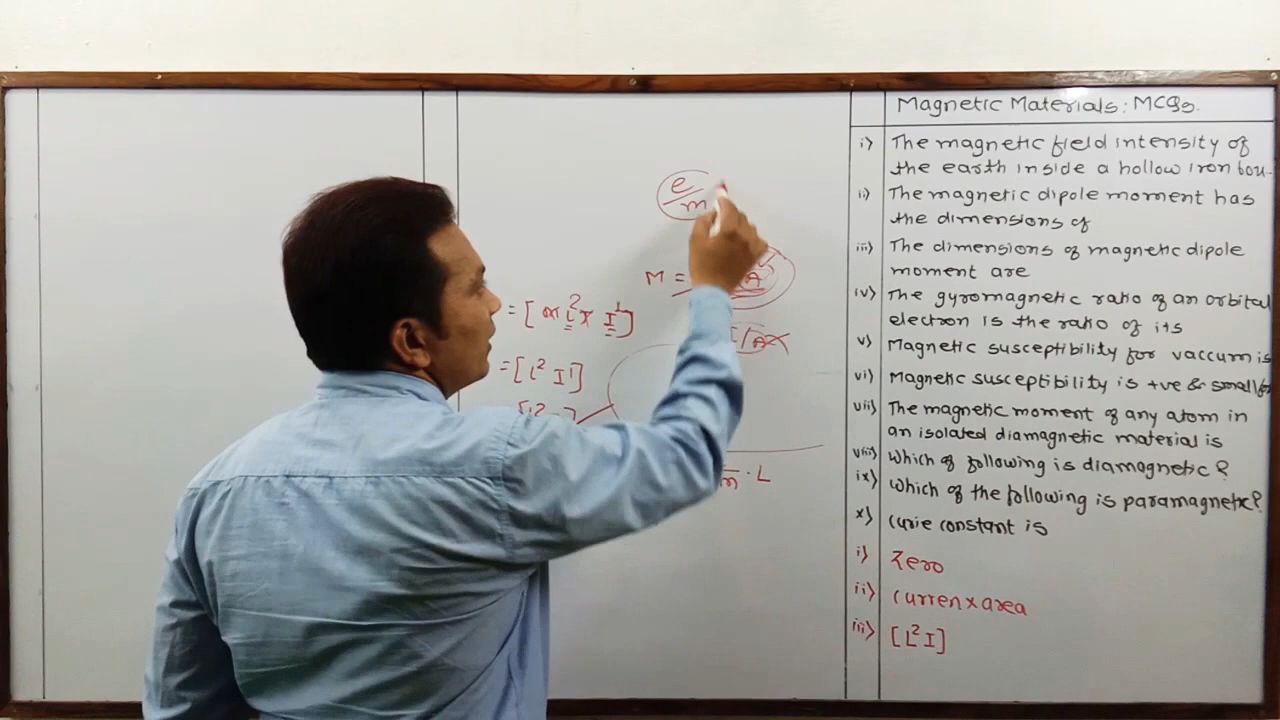 e/m
M = A
= [ L² × I¹]
= [L² I¹]
m · L
Magnetic Materials: MCQs.
i) The magnetic field intensity of
the earth inside a hollow iron bou.
ii) The magnetic dipole moment has
the dimensions of
iii) The dimensions of magnetic dipole
moment are
iv) The gyromagnetic ratio of an orbital
electron is the ratio of its
v) Magnetic susceptibility for vaccum is
vi) Magnetic susceptibility is +ve & small for
vii) The magnetic moment of any atom in
an isolated diamagnetic material is
viii) which of following is diamagnetic?
ix) which of the following is paramagnetic?
x) curie constant is
i) Zero
ii) curren×area
iii) [L² I]